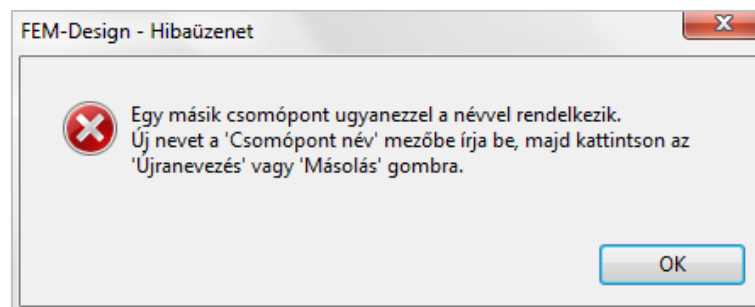 FEM-Design - Hibaüzenet
Egy másik csomópont ugyanezzel a névvel rendelkezik.
Új nevet a 'Csomópont név' mezőbe írja be, majd kattintson az
'Újranevezés' vagy 'Másolás' gombra.
OK